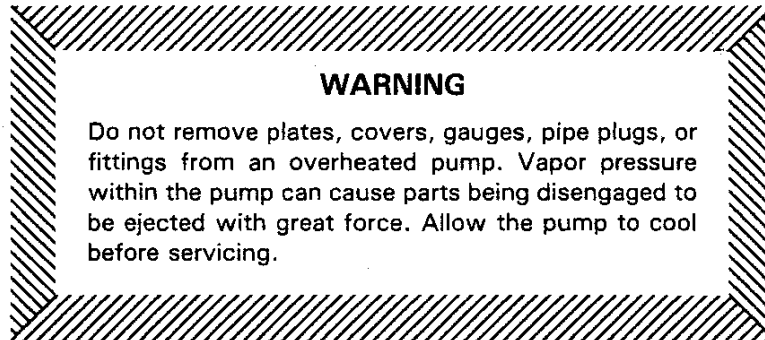 WARNING
Do not remove plates, covers, gauges, pipe plugs, or
fittings from an overheated pump. Vapor pressure
within the pump can cause parts being disengaged to
be ejected with great force. Allow the pump to cool
before servicing.